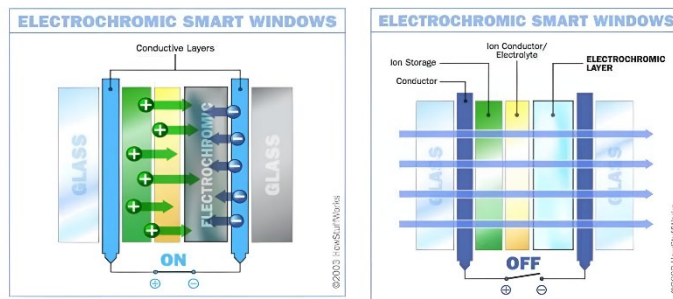 ELECTROCHROMIC SMART WINDOWS
Conductive Layers
GLASS
ELECTROCHROMIC
GLASS
ON
©2003 HowStuffWorks
ELECTROCHROMIC SMART WINDOWS
Ion Conductor/
Electrolyte
Ion Storage
ELECTROCHROMIC
LAYER
Conductor
GLASS
GLASS
OFF